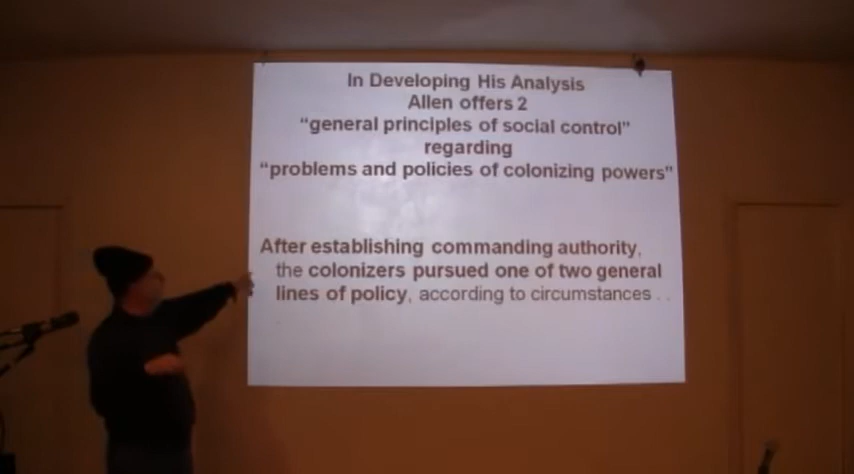 In Developing His Analysis
Allen offers 2
“general principles of social control”
regarding
“problems and policies of colonizing powers”
After establishing commanding authority,
the colonizers pursued one of two general
lines of policy, according to circumstances . .